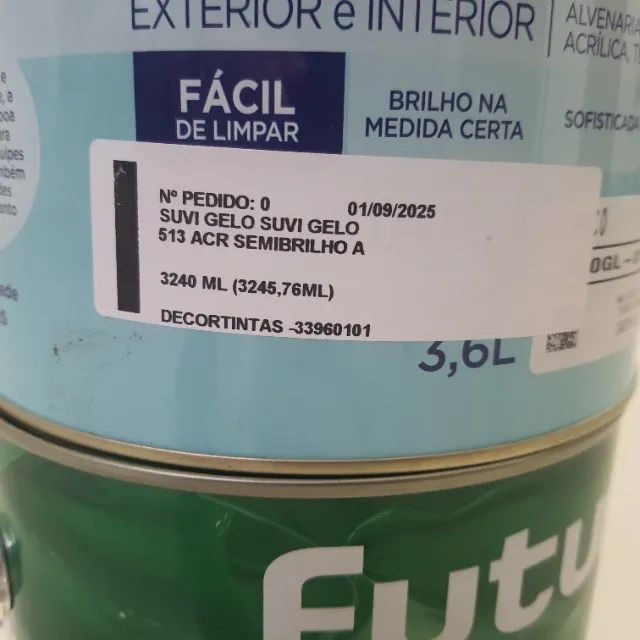 EXTERIOR e INTERIOR
ALVENARIA
ACRÍLICA, T
FÁCIL
DE LIMPAR
BRILHO NA
MEDIDA CERTA
SOFISTICADA
Nº PEDIDO: 0 01/09/2025
SUVI GELO SUVI GELO
513 ACR SEMIBRILHO A
3240 ML (3245,76ML)
DECORTINTAS -33960101
3,6L
Futu